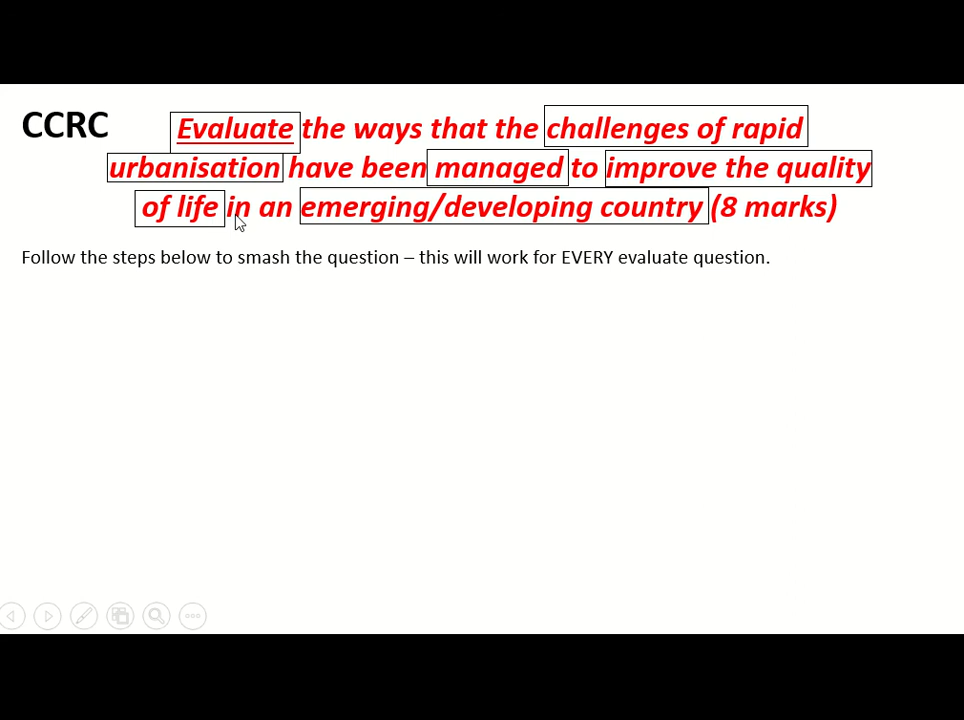 CCRC
Evaluate the ways that the challenges of rapid
urbanisation have been managed to improve the quality
of life in an emerging/developing country (8 marks)
Follow the steps below to smash the question – this will work for EVERY evaluate question.